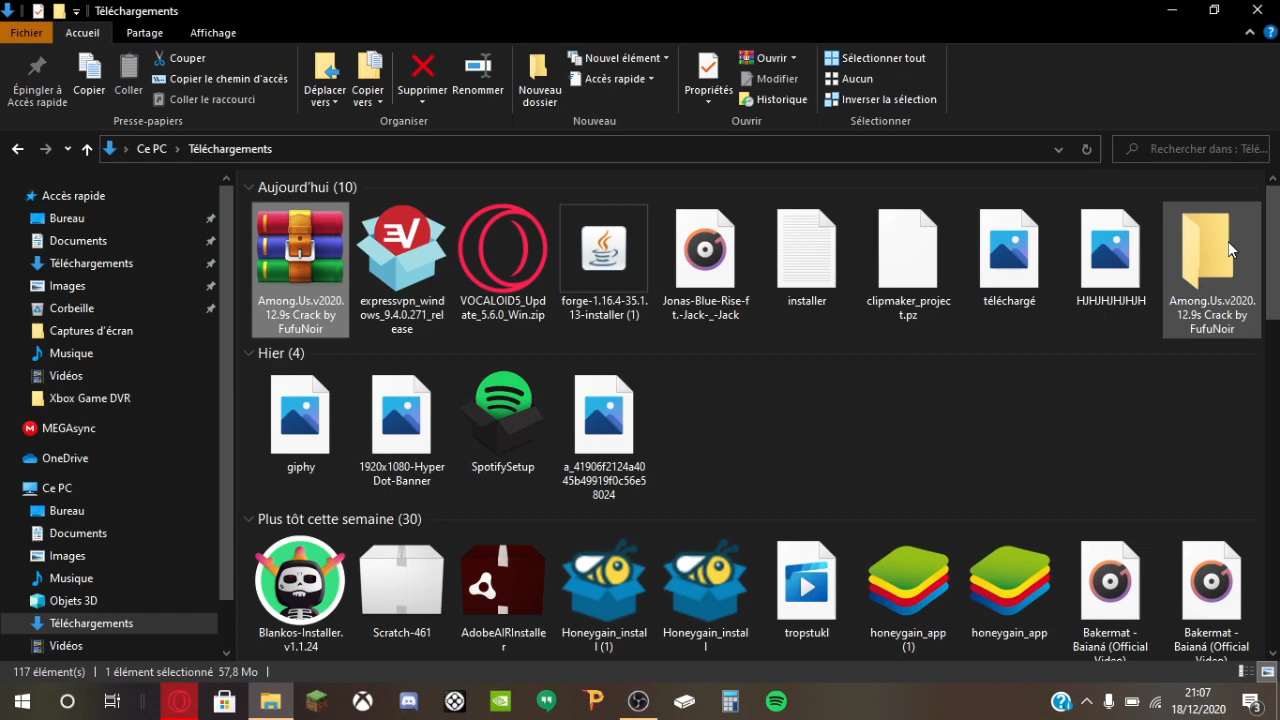 Téléchargements
Fichier
Accueil
Partage
Affichage
Épingler à
Accès rapide
Copier
Coller
Couper
Copier le chemin d'accès
Coller le raccourci
Presse-papiers
Déplacer
vers
Copier
vers
Supprimer
Renommer
Organiser
Nouveau
dossier
Nouvel élément
Accès rapide
Nouveau
Propriétés
Ouvrir
Modifier
Historique
Ouvrir
Sélectionner tout
Aucun
Inverser la sélection
Sélectionner
Ce PC
Téléchargements
Rechercher dans : Télé...
Accès rapide
Bureau
Documents
Téléchargements
Images
Corbeille
Captures d'écran
Musique
Vidéos
Xbox Game DVR
MEGAsync
OneDrive
Ce PC
Bureau
Documents
Images
Musique
Objets 3D
Téléchargements
Vidéos
Aujourd'hui (10)
Among.Us.v2020.
12.9s Crack by
FufuNoir
expressvpn_wind
ows_9.4.0.271_rel
ease
VOCALOID5_Upd
ate_5.6.0_Win.zip
forge-1.16.4-35.1.
13-installer (1)
Jonas-Blue-Rise-f
t.-Jack-_-Jack
installer
clipmaker_projec
t.pz
téléchargé
HJHJHJHJHJH
Among.Us.v2020.
12.9s Crack by
FufuNoir
Hier (4)
giphy
1920x1080-Hyper
Dot-Banner
SpotifySetup
a_41906f2124a40
45b49919f0c56e5
8024
Plus tôt cette semaine (30)
Blankos-Installer.
v1.1.24
Scratch-461
AdobeAIRInstalle
r
Honeygain_instal
l (1)
Honeygain_instal
l
tropstukl
honeygain_app
(1)
honeygain_app
Bakermat -
Baianá (Official
Video)
Bakermat -
Baianá (Official
Video)
117 élément(s)
1 élément sélectionné 57,8 Mo
21:07
18/12/2020
3